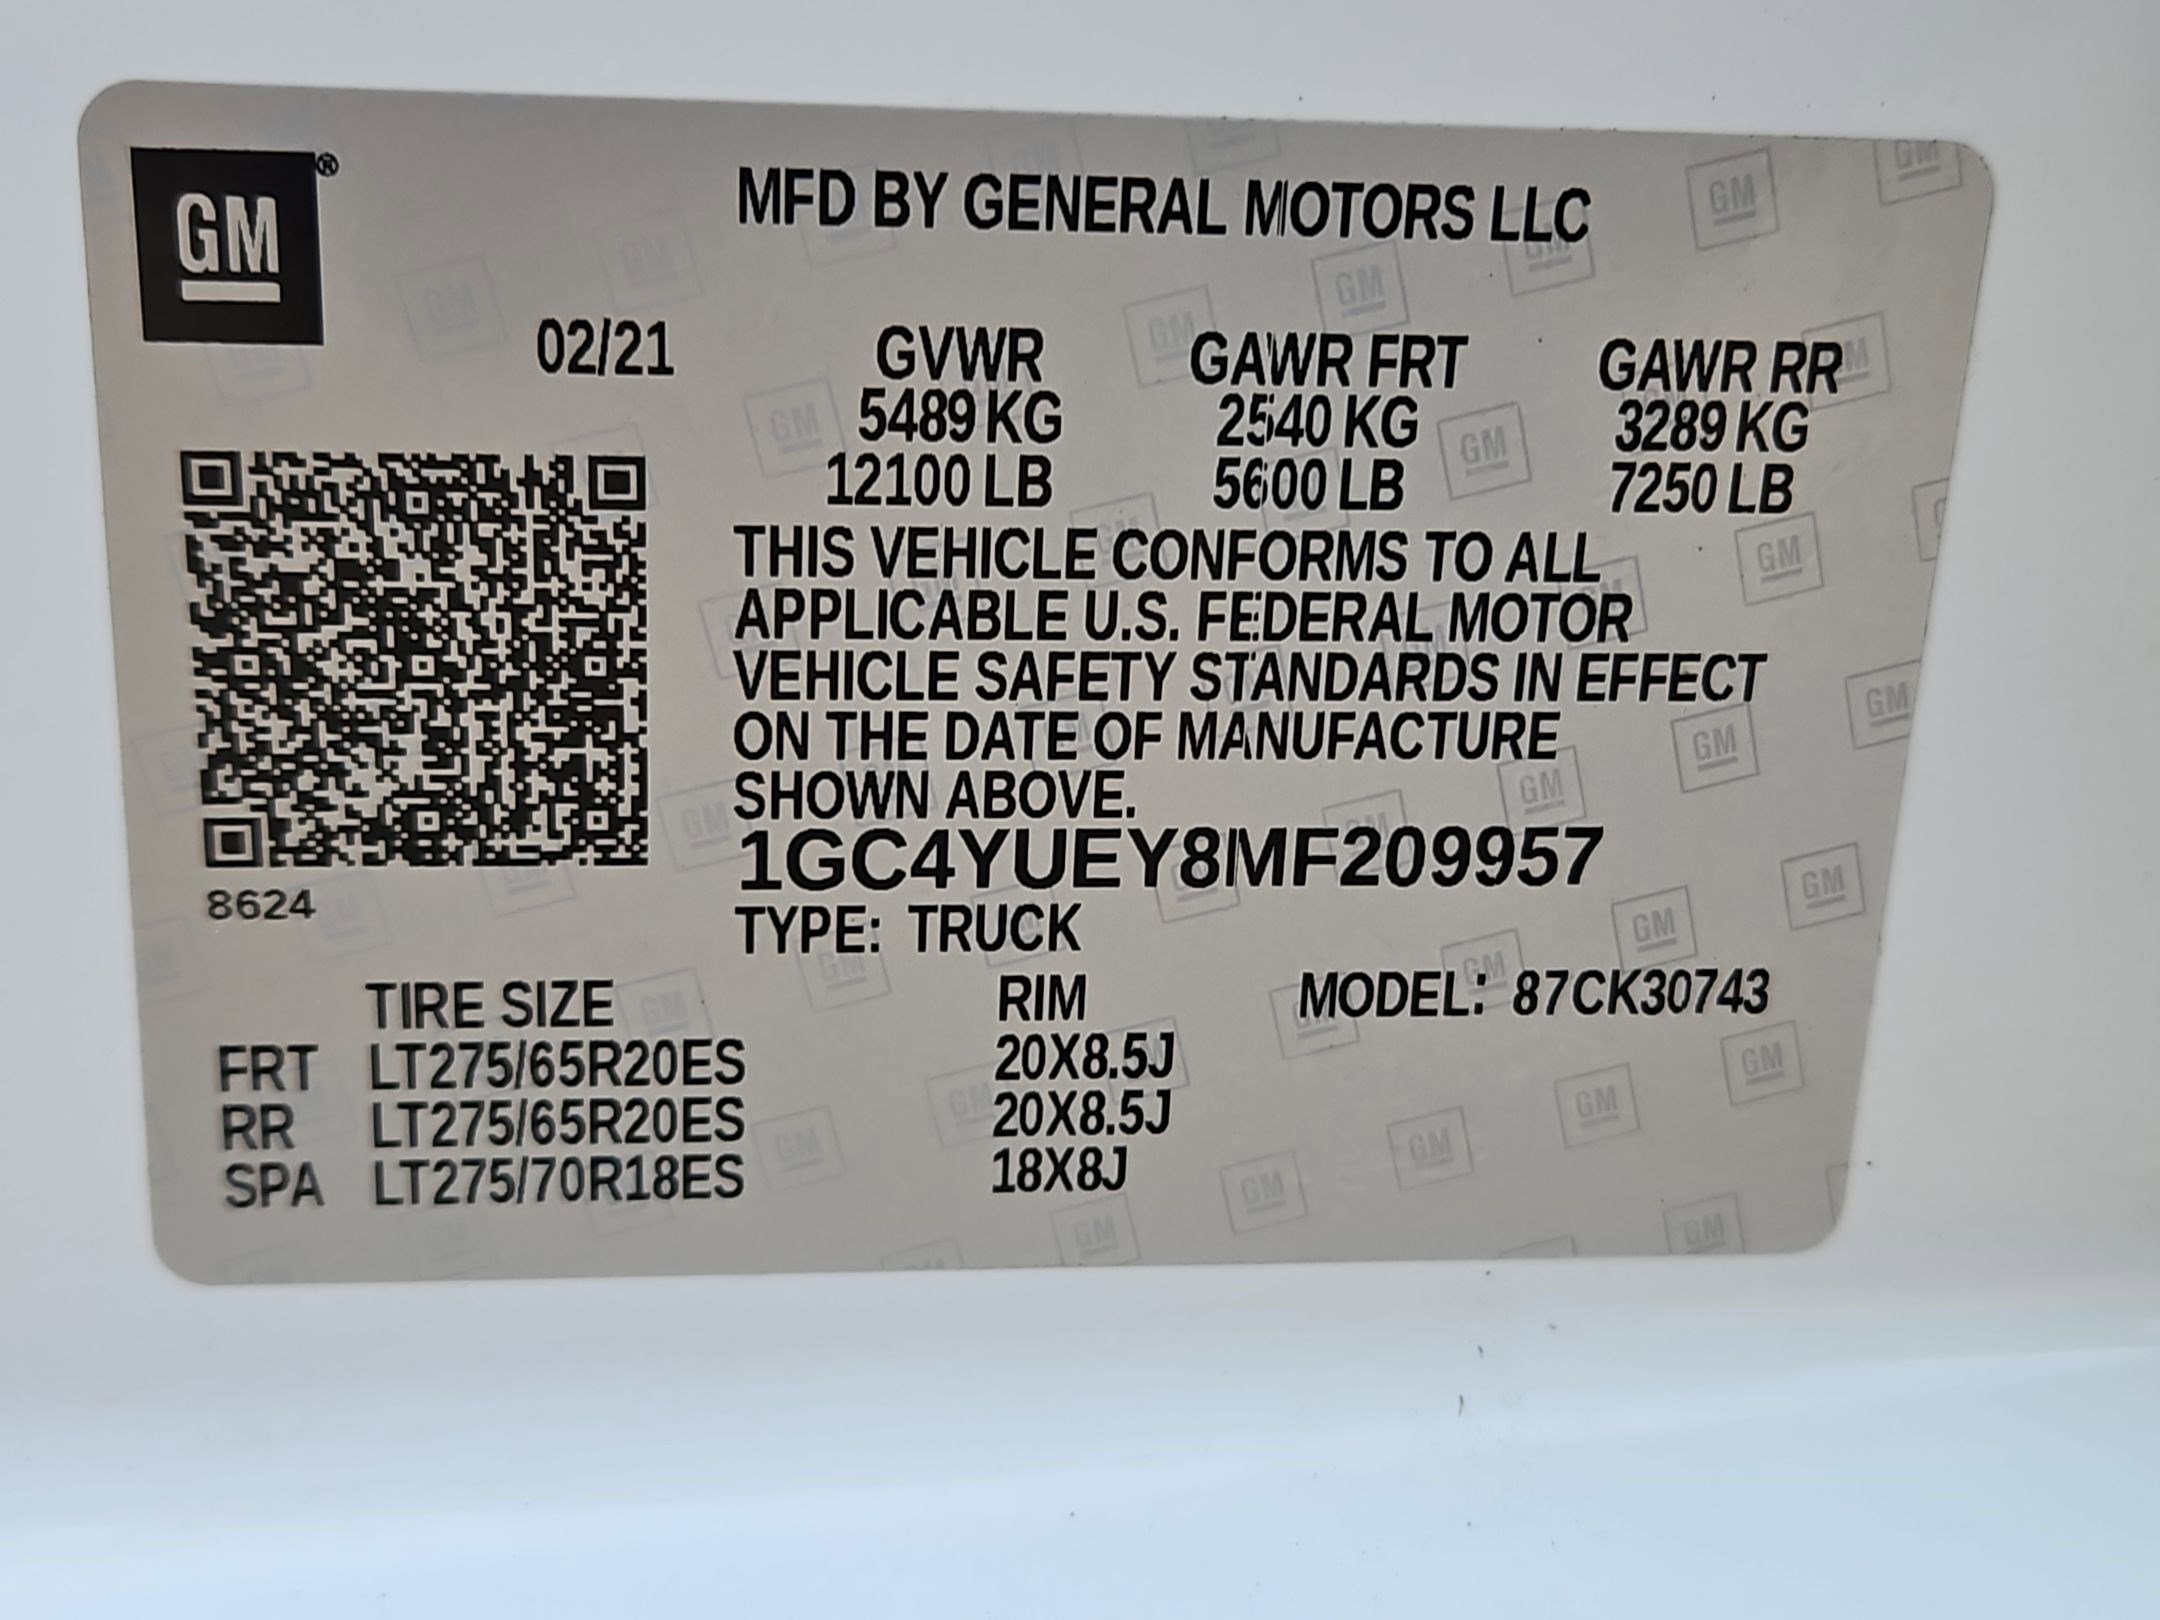 GM®
MFD BY GENERAL MOTORS LLC
02/21 GVWR GAWR FRT GAWR RR
5489 KG 2540 KG 3289 KG
12100 LB 5600 LB 7250 LB
THIS VEHICLE CONFORMS TO ALL
APPLICABLE U.S. FEDERAL MOTOR
VEHICLE SAFETY STANDARDS IN EFFECT
ON THE DATE OF MANUFACTURE
SHOWN ABOVE.
1GC4YUEY8MF209957
8624
TYPE: TRUCK
TIRE SIZE RIM MODEL: 87CK30743
FRT LT275/65R20ES 20X8.5J
RR LT275/65R20ES 20X8.5J
SPA LT275/70R18ES 18X8J